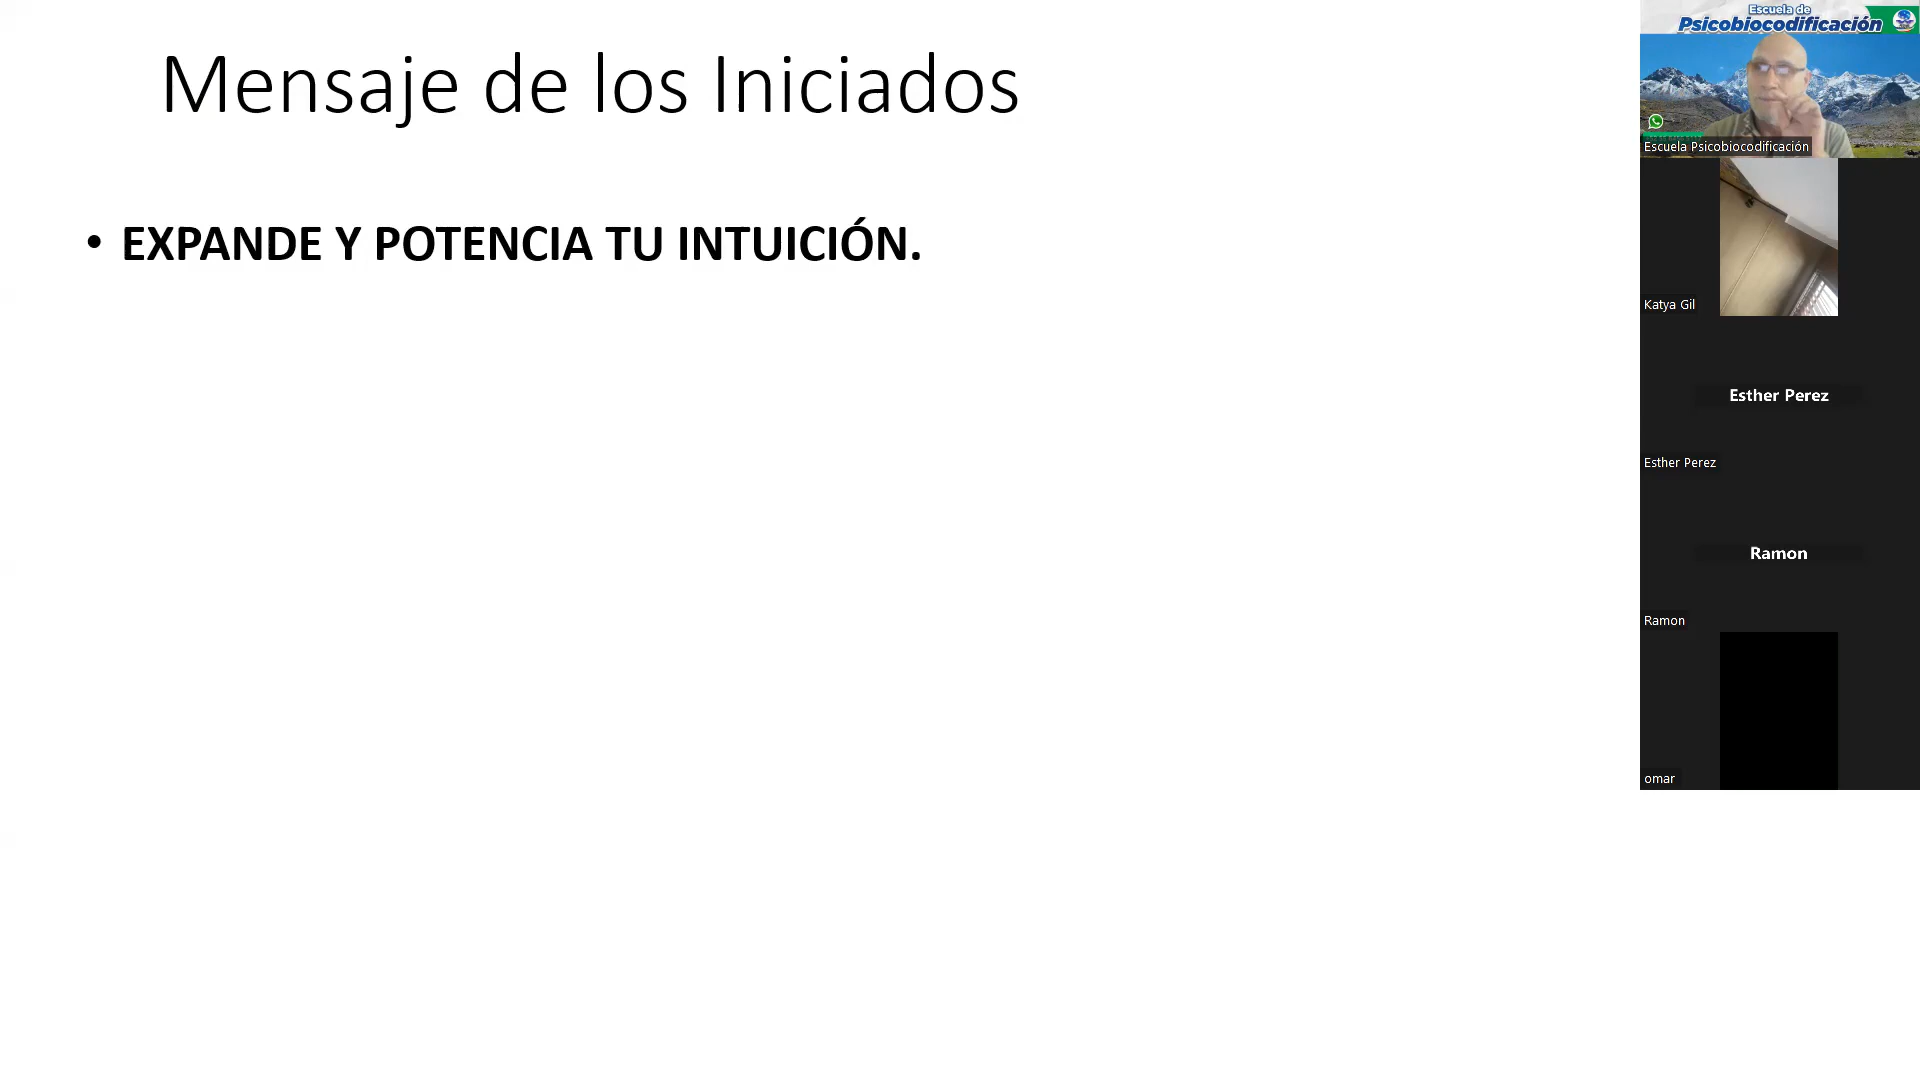 Mensaje de los Iniciados
• EXPANDE Y POTENCIA TU INTUICIÓN.
Escuela de
Psicobiocodificación
Escuela Psicobiocodificación
Katya Gil
Esther Perez
Esther Perez
Ramon
Ramon
omar